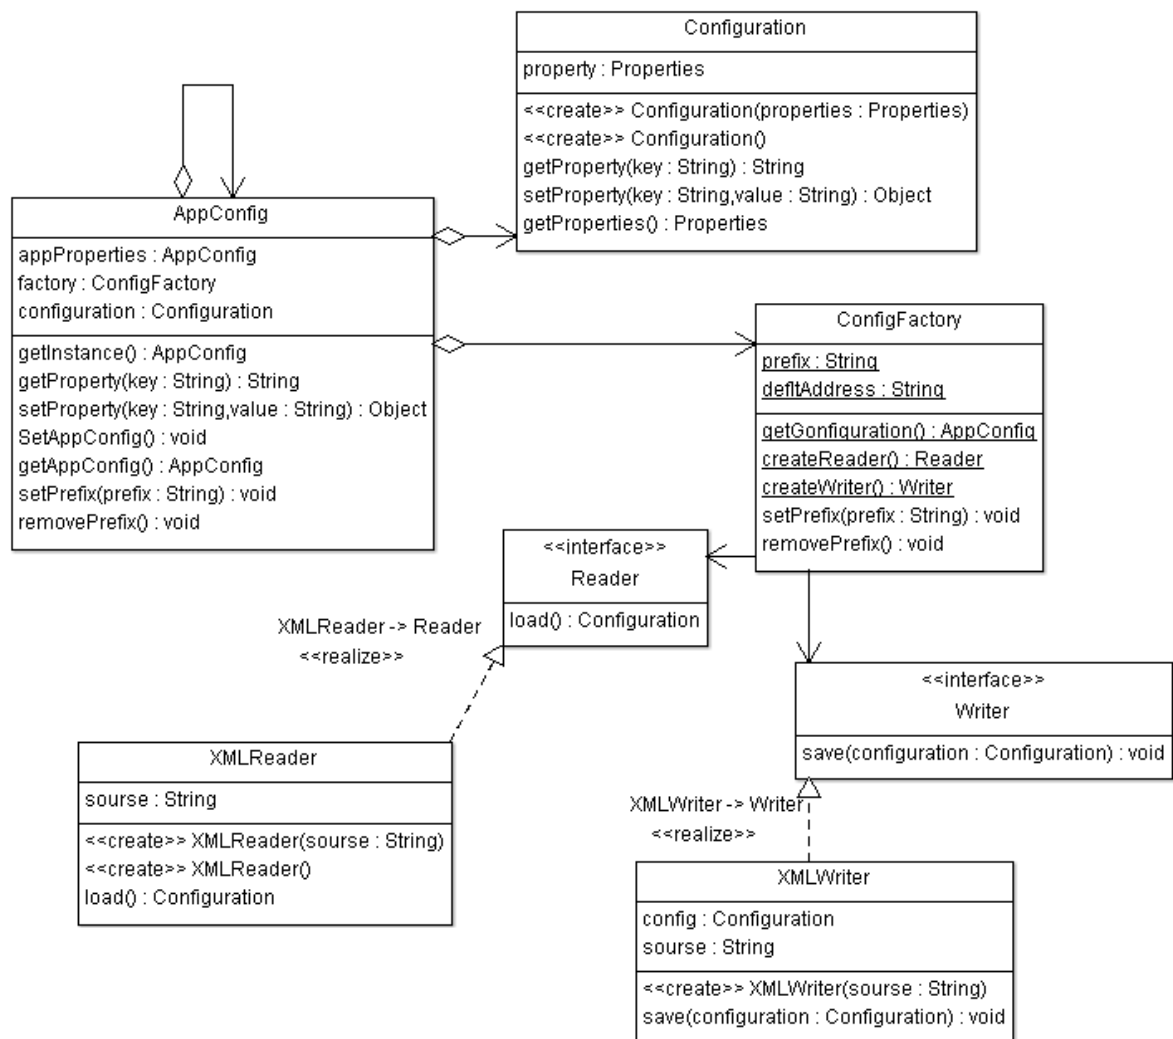 Configuration
property : Properties
<<create>> Configuration(properties : Properties)
<<create>> Configuration()
getProperty(key : String) : String
setProperty(key : String,value : String) : Object
getProperties() : Properties
AppConfig
appProperties : AppConfig
factory : ConfigFactory
configuration : Configuration
getInstance() : AppConfig
getProperty(key : String) : String
setProperty(key : String,value : String) : Object
SetAppConfig() : void
getAppConfig() : AppConfig
setPrefix(prefix : String) : void
removePrefix() : void
ConfigFactory
prefix : String
defltAddress : String
getGonfiguration() : AppConfig
createReader() : Reader
createWriter() : Writer
setPrefix(prefix : String) : void
removePrefix() : void
<<interface>>
Reader
load() : Configuration
XMLReader -> Reader
<<realize>>
<<interface>>
Writer
save(configuration : Configuration) : void
XMLReader
sourse : String
<<create>> XMLReader(sourse : String)
<<create>> XMLReader()
load() : Configuration
XMLWriter -> Writer
<<realize>>
XMLWriter
config : Configuration
sourse : String
<<create>> XMLWriter(sourse : String)
save(configuration : Configuration) : void